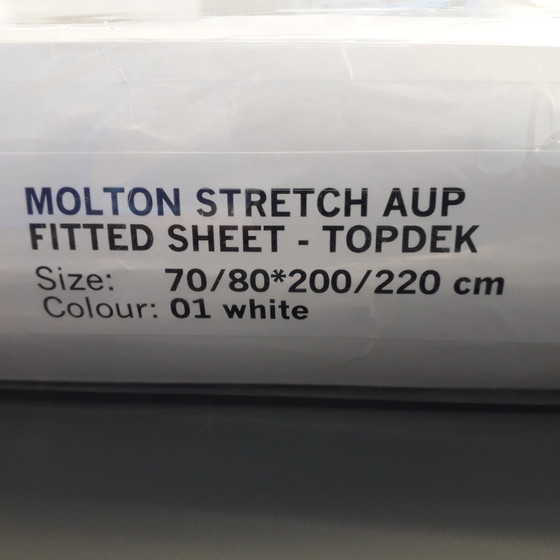 MOLTON STRETCH AUP
FITTED SHEET - TOPDEK
Size: 70/80*200/220 cm
Colour: 01 white